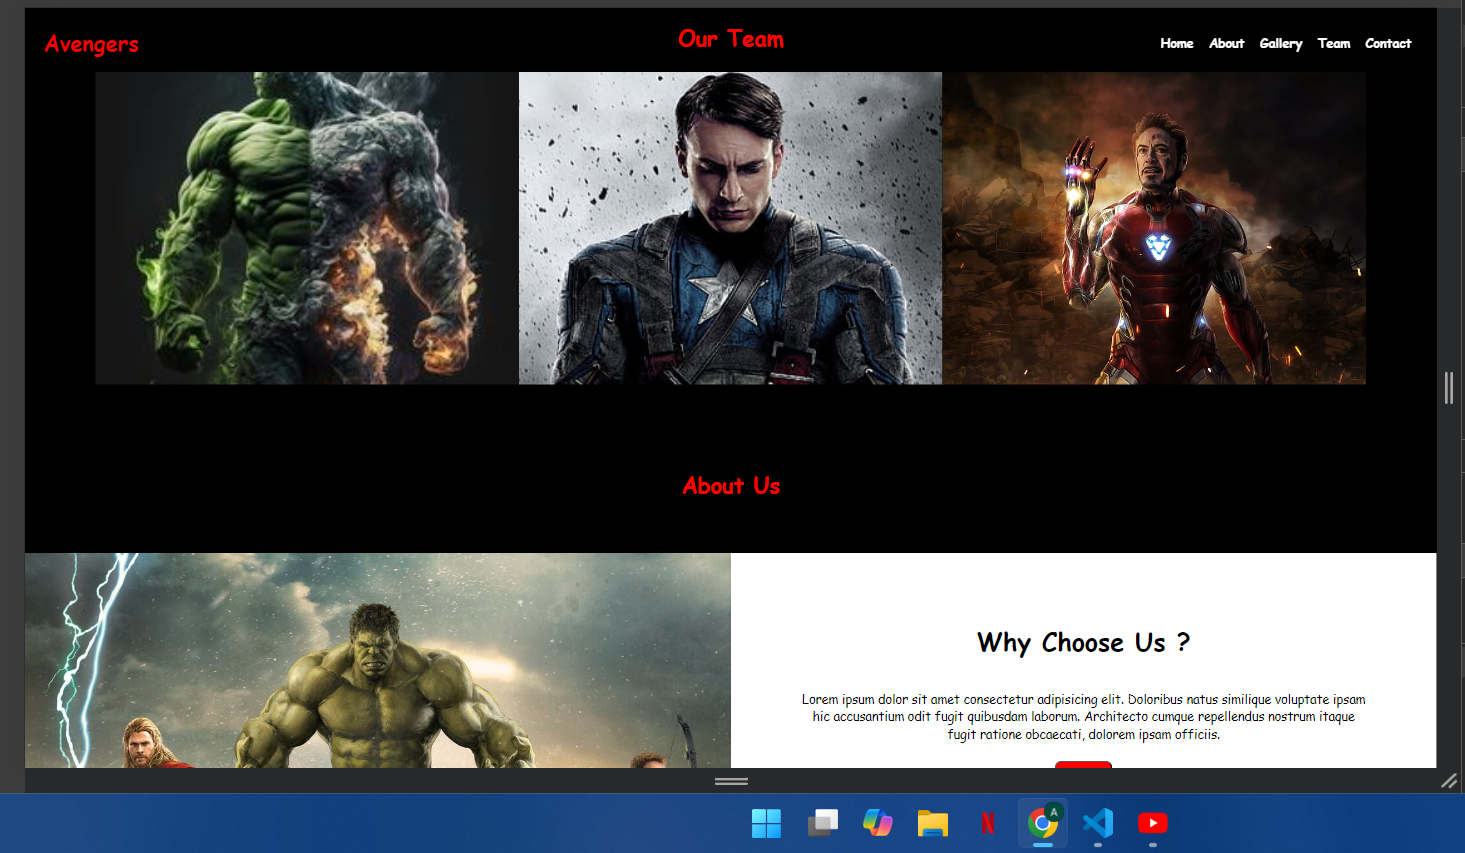 Avengers
Our Team
Home About Gallery Team Contact
About Us
Why Choose Us ?
Lorem ipsum dolor sit amet consectetur adipisicing elit. Doloribus natus similique voluptate ipsam
hic accusantium odit fugit quibusdam laborum. Architecto cumque repellendus nostrum itaque
fugit ratione obcaecati, dolorem ipsam officiis.
A